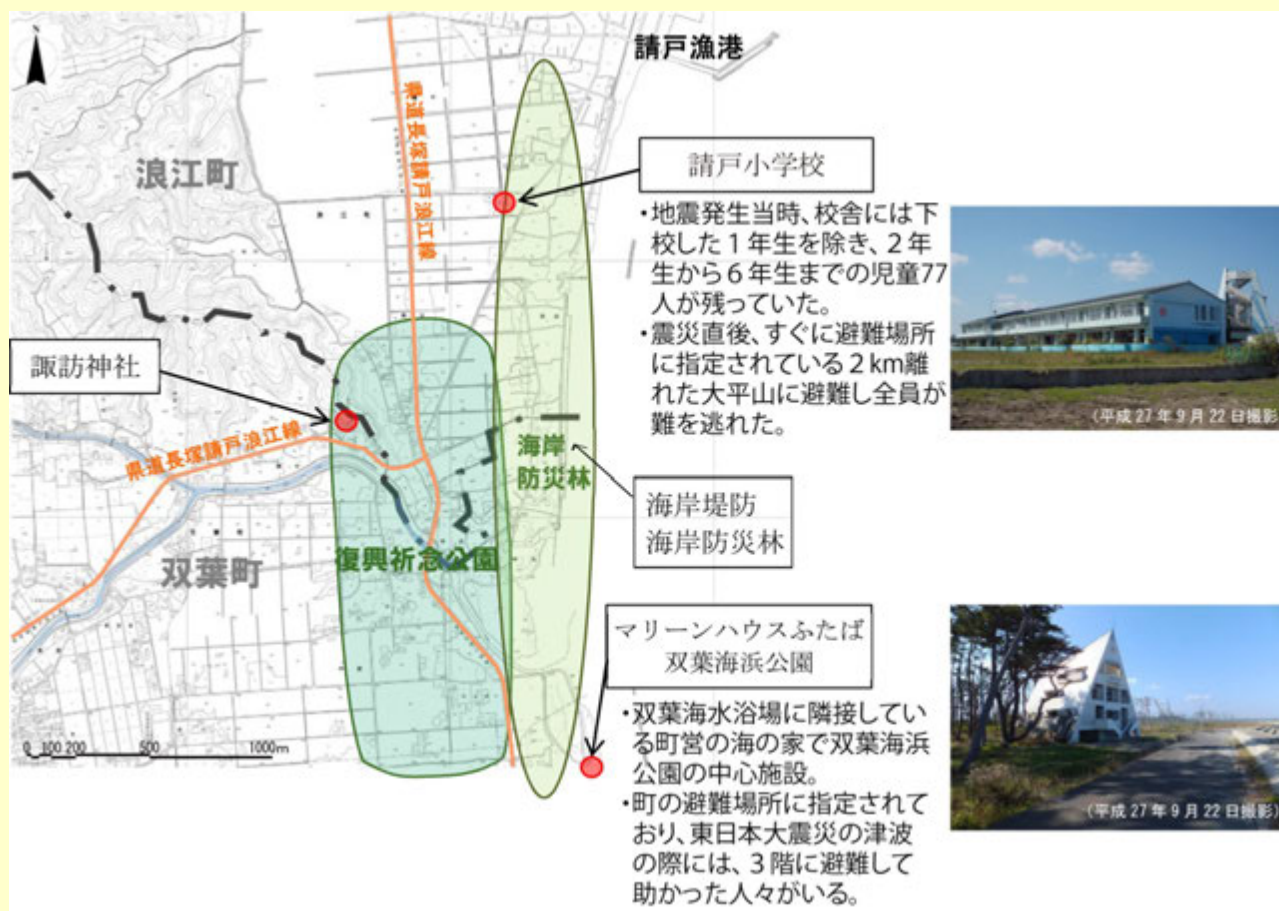 N
請戸漁港
県道長塚請戸浪江線
浪江町
請戸小学校
・地震発生当時、校舎には下
校した1年生を除き、2年
生から6年生までの児童77
人が残っていた。
・震災直後、すぐに避難場所
に指定されている2km離
れた大平山に避難し全員が
難を逃れた。
(平成27年9月22日撮影)
諏訪神社
県道長塚請戸浪江線
海岸
防災林
海岸堤防
海岸防災林
双葉町
復興祈念公園
マリーンハウスふたば
双葉海浜公園
・双葉海水浴場に隣接してい
る町営の海の家で双葉海浜
公園の中心施設。
・町の避難場所に指定されて
おり、東日本大震災の津波
の際には、3階に避難して
助かった人々がいる。
(平成27年9月22日撮影)
0 100 200 500 1000m